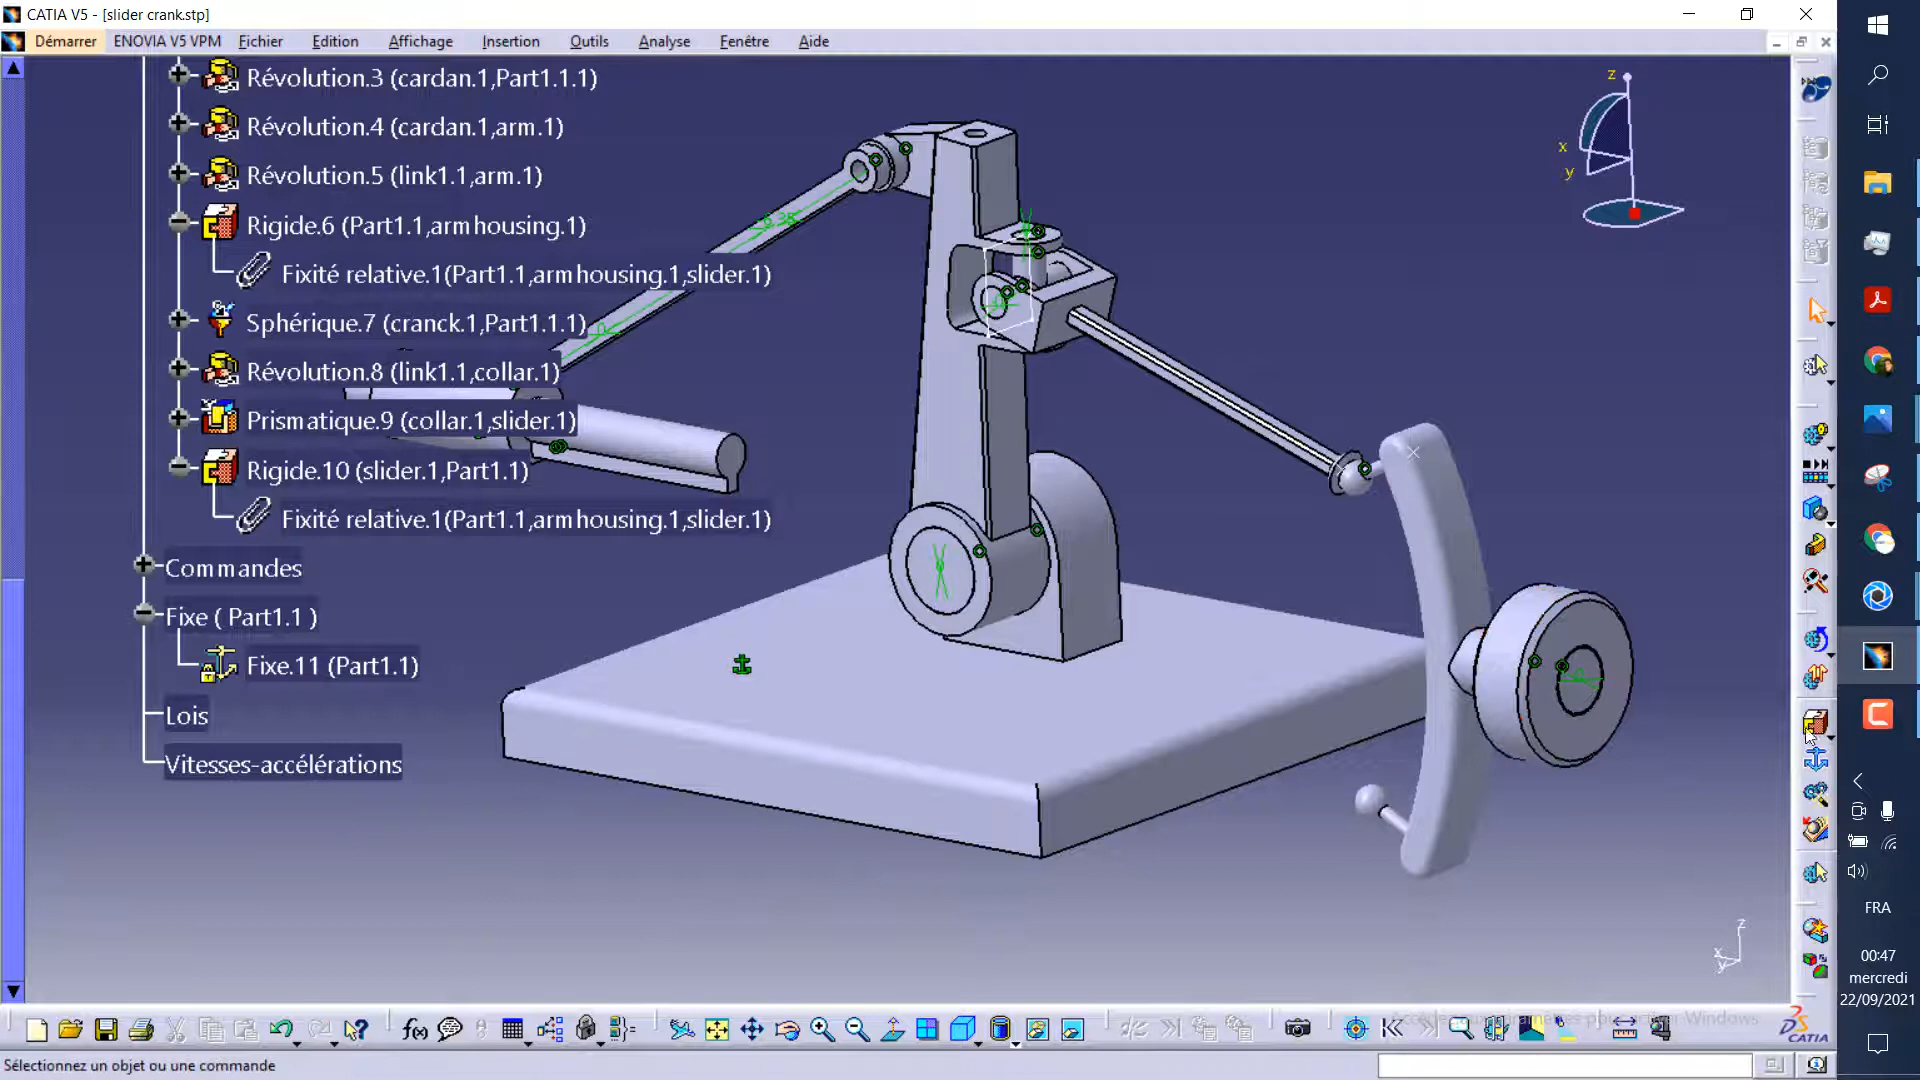 CATIA V5 - [slider crank.stp]
Démarrer ENOVIA V5 VPM Fichier Edition Affichage Insertion Outils Analyse Fenêtre Aide
Révolution.3 (cardan.1,Part1.1.1)
Révolution.4 (cardan.1,arm.1)
Révolution.5 (link1.1,arm.1)
Rigide.6 (Part1.1,arm housing.1)
Fixité relative.1(Part1.1,arm housing.1,slider.1)
Sphérique.7 (cranck.1,Part1.1.1)
Révolution.8 (link1.1,collar.1)
Prismatique.9 (collar.1,slider.1)
Rigide.10 (slider.1,Part1.1)
Fixité relative.1(Part1.1,arm housing.1,slider.1)
Commandes
Fixe ( Part1.1 )
Fixe.11 (Part1.1)
Lois
Vitesses-accélérations
z
x
y
z
x
y
FRA
00:47
mercredi
22/09/2021
f(x)
CATIA
Sélectionnez un objet ou une commande